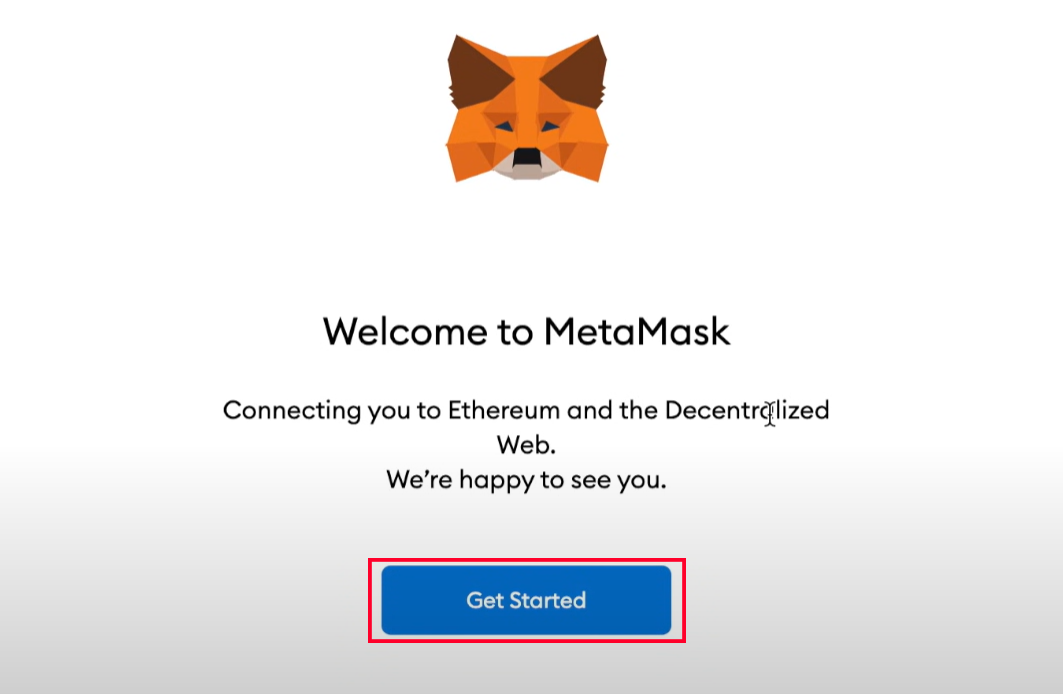 Welcome to MetaMask
Connecting you to Ethereum and the Decentralized
Web.
We’re happy to see you.
Get Started